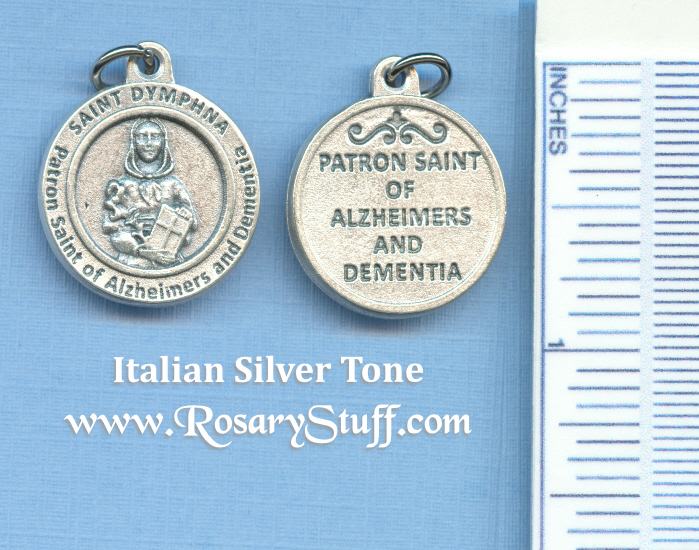 SAINT DYMPHNA
Patron Saint of Alzheimers and Dementia
PATRON SAINT
OF
ALZHEIMERS
AND
DEMENTIA
INCHES
1
Italian Silver Tone
www.RosaryStuff.com